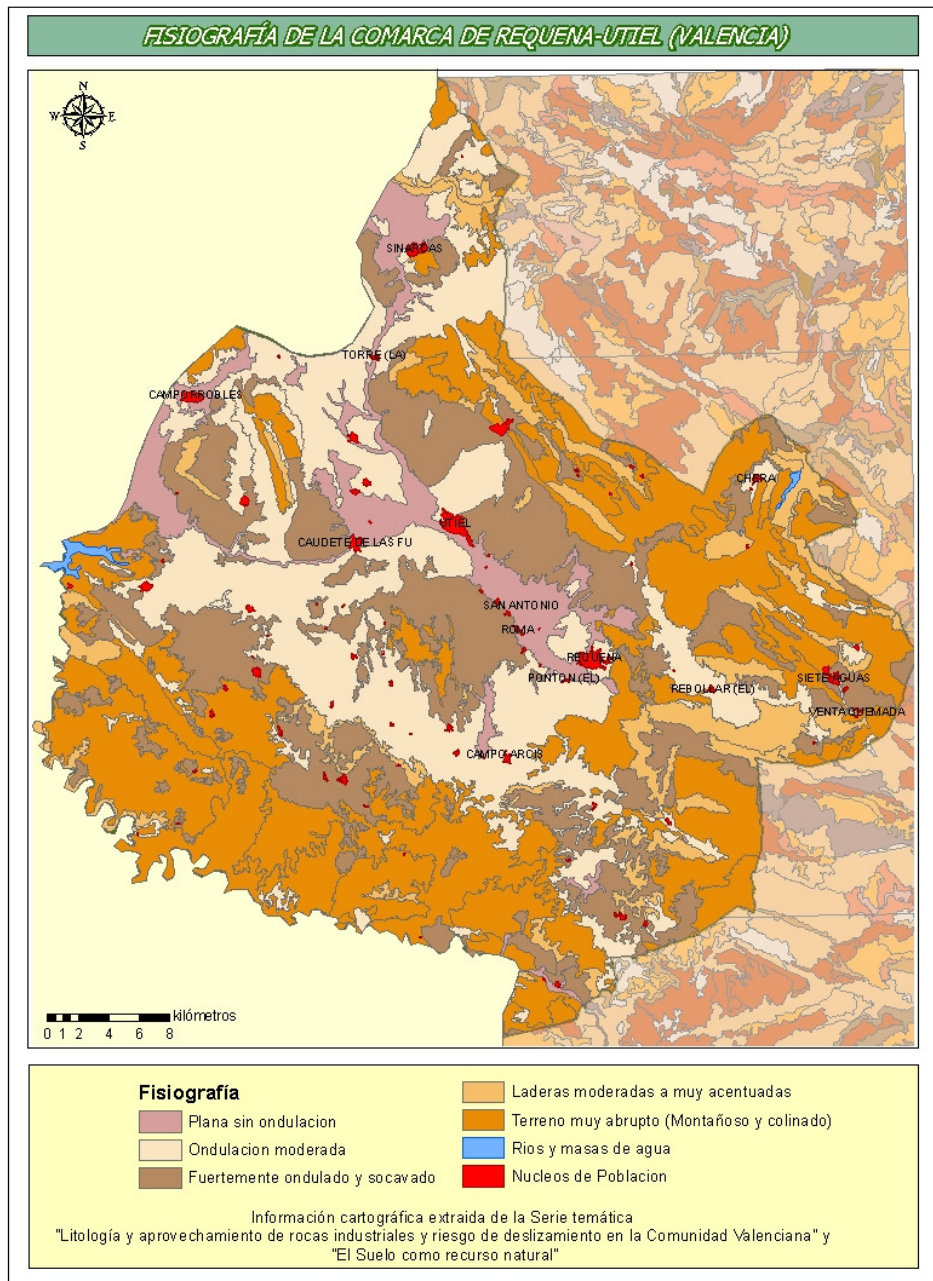 FISIOGRAFÍA DE LA COMARCA DE REQUENA-UTIEL (VALENCIA)
N
W E
S
SINARCAS
TORRE (LA)
CAMPORROBLES
CHERA
UTIEL
CAUDETE DE LAS FU
SAN ANTONIO
ROMA
REQUENA
PONTON (EL)
REBOLLAR (EL)
SIETE AGUAS
VENTA QUEMADA
CAMPO ARCIS
kilómetros
0 1 2 4 6 8
Fisiografía
Plana sin ondulacion
Ondulacion moderada
Fuertemente ondulado y socavado
Laderas moderadas a muy acentuadas
Terreno muy abrupto (Montañoso y colinado)
Rios y masas de agua
Nucleos de Poblacion
Información cartográfica extraida de la Serie temática
"Litología y aprovechamiento de rocas industriales y riesgo de deslizamiento en la Comunidad Valenciana" y
"El Suelo como recurso natural"